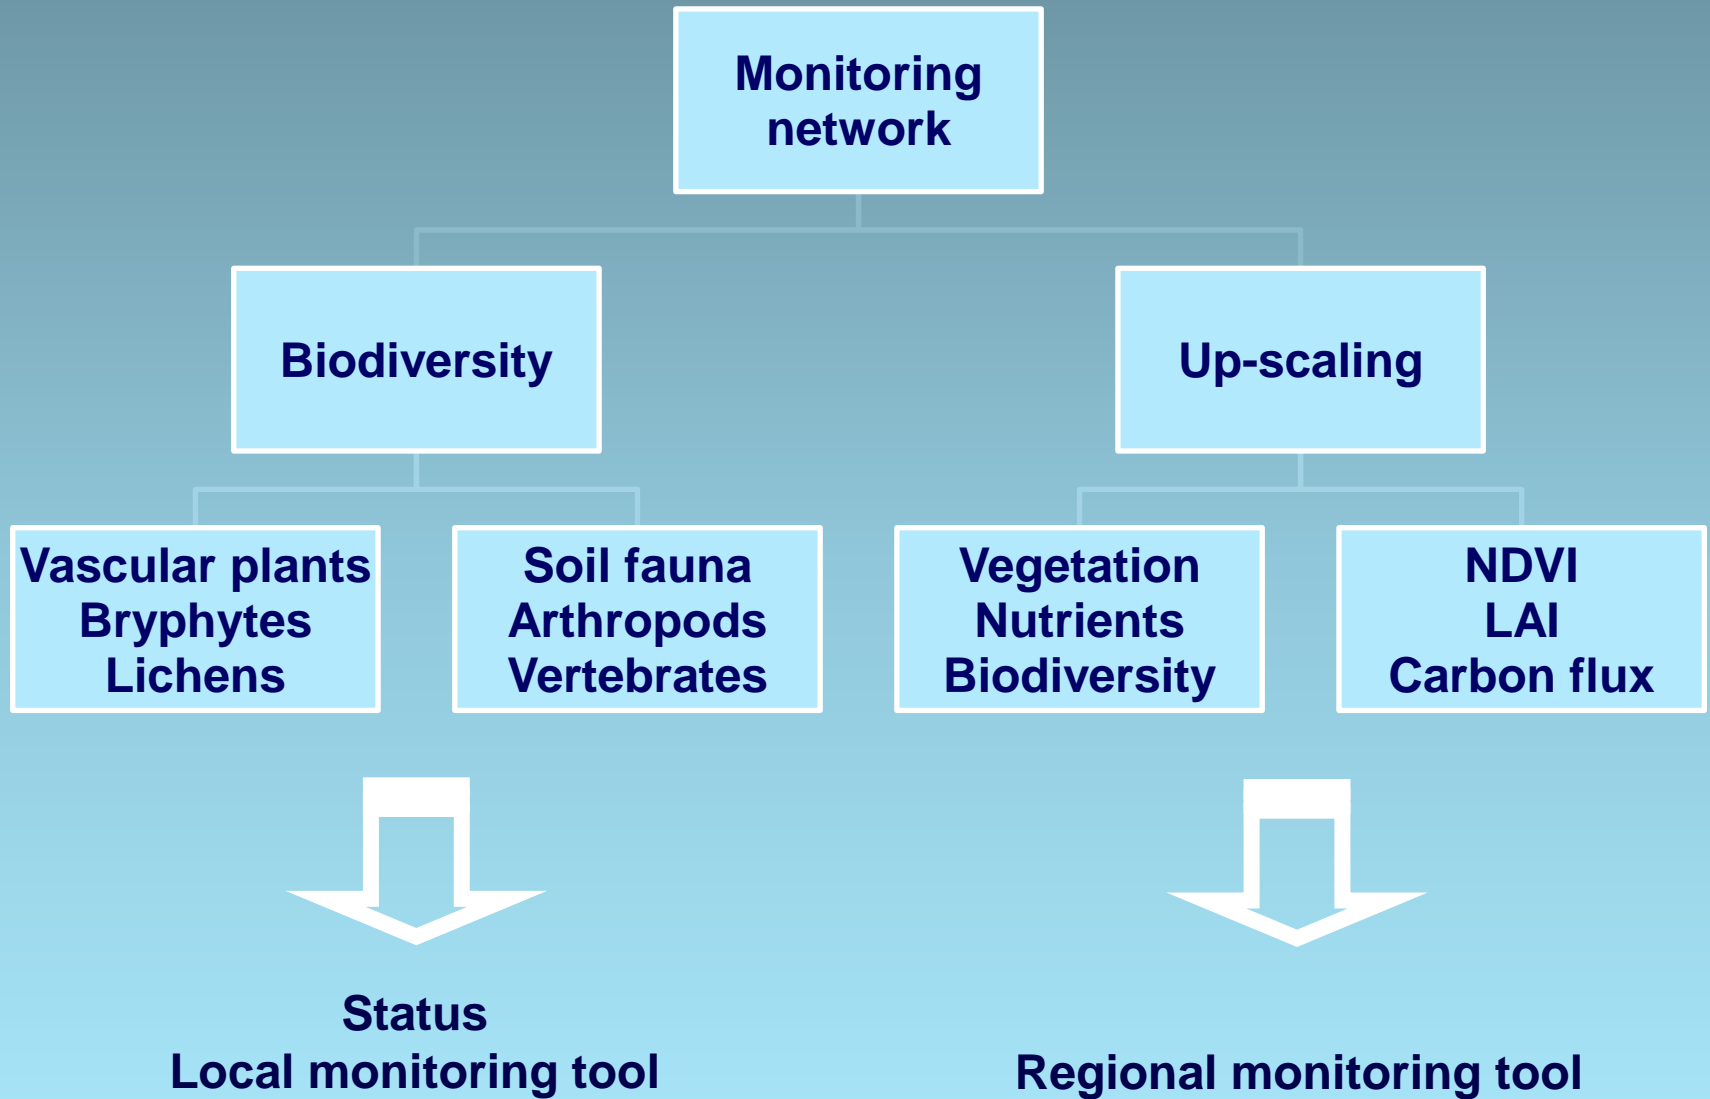 Monitoring
network
Biodiversity
Up-scaling
Vascular plants
Bryphytes
Lichens
Soil fauna
Arthropods
Vertebrates
Vegetation
Nutrients
Biodiversity
NDVI
LAI
Carbon flux
Status
Local monitoring tool
Regional monitoring tool